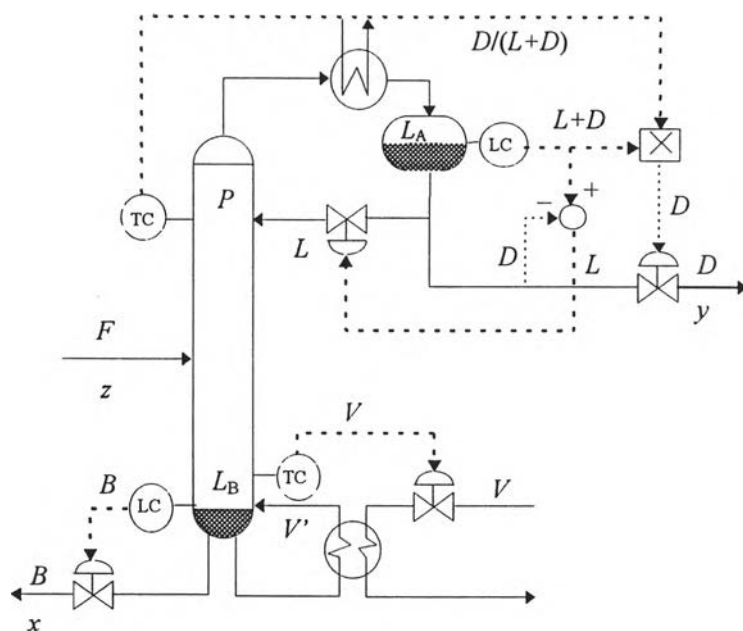 D/(L+D)
L_A
LC
L+D
×
P
TC
+
−
D
L
D
L
D
y
F
z
V
L_B
TC
B
LC
V'
V
B
x